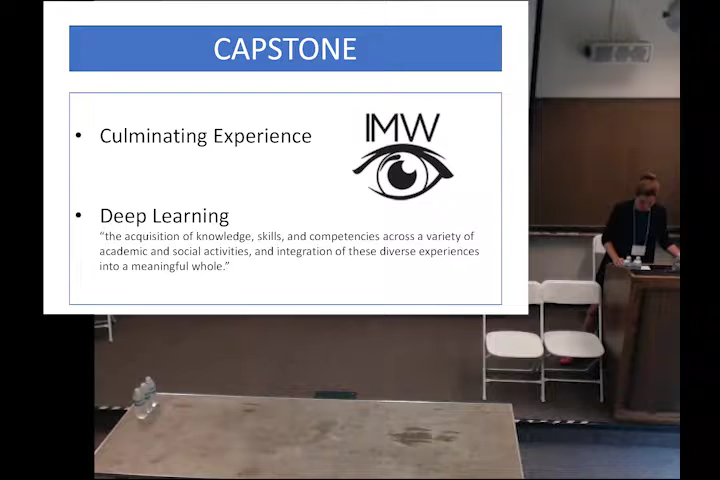 CAPSTONE
IMW
• Culminating Experience
• Deep Learning
“the acquisition of knowledge, skills, and competencies across a variety of
academic and social activities, and integration of these diverse experiences
into a meaningful whole.”